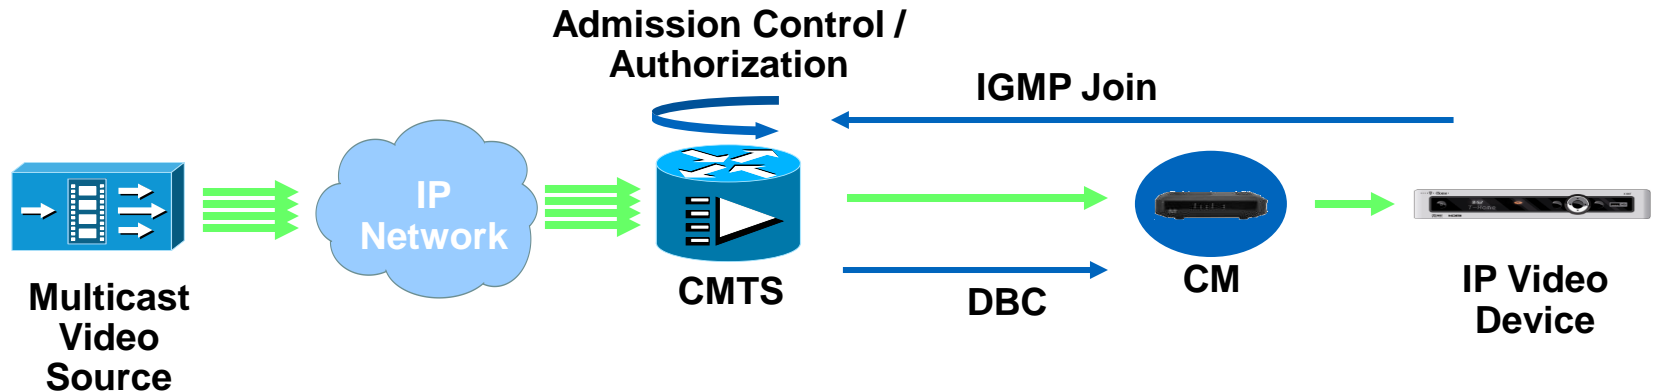 Admission Control /
Authorization
IGMP Join
IP
Network
CMTS
DBC
CM
Multicast
Video
Source
IP Video
Device